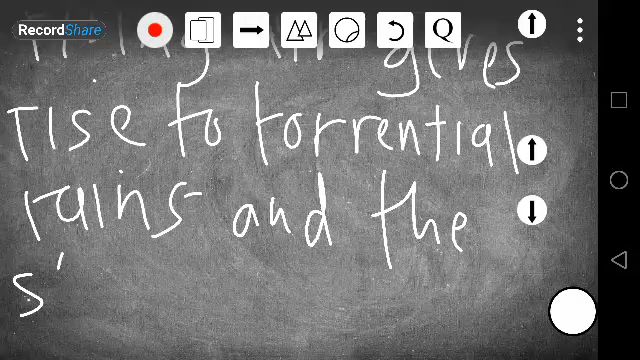 RecordShare
Q
gives
rise to torrential
rains and the
s